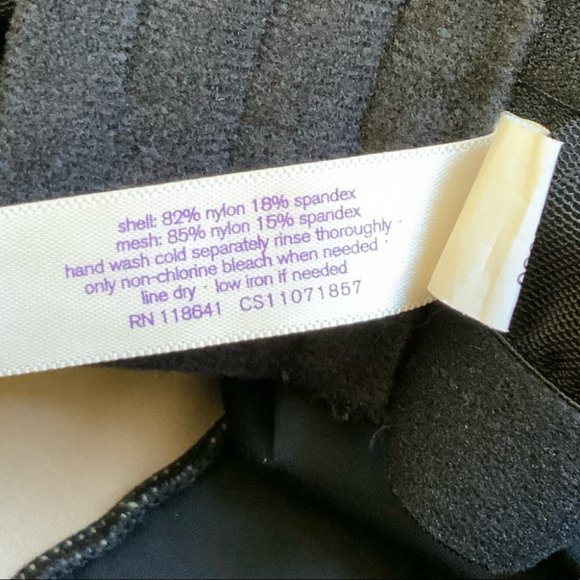 shell: 82% nylon 18% spandex
mesh: 85% nylon 15% spandex
hand wash cold separately rinse thoroughly ·
only non-chlorine bleach when needed ·
line dry · low iron if needed
RN 118641 CS11071857